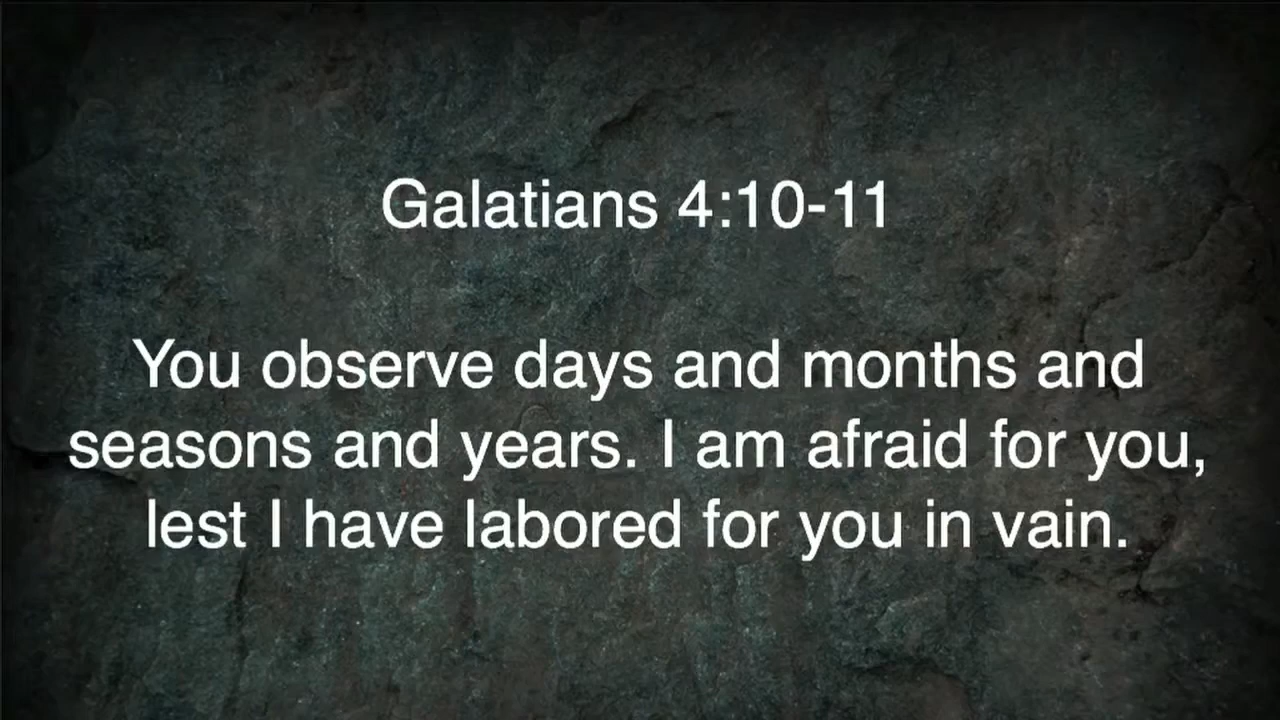 Galatians 4:10-11
You observe days and months and
seasons and years. I am afraid for you,
lest I have labored for you in vain.